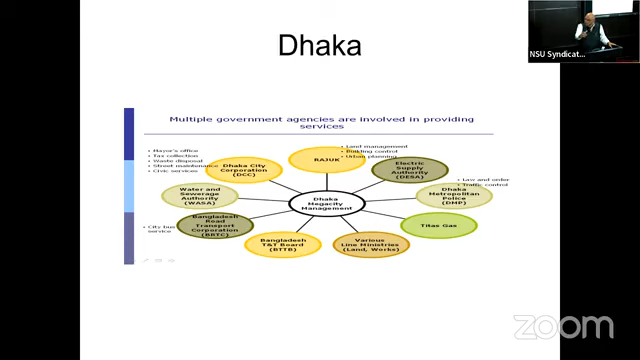 Dhaka
NSU Syndicat...
Multiple government agencies are involved in providing
services
• Mayor's office
• Tax collection
• Waste disposal
• Street maintenance
• Civic services
Dhaka City
Corporation
(DCC)
RAJUK
• Land management
• Building control
• Urban planning
Electric
Supply
Authority
(DESA)
• Law and order
• Traffic control
Water and
Sewerage
Authority
(WASA)
Dhaka
Megacity
Management
Dhaka
Metropolitan
Police
(DMP)
• City bus
service
Bangladesh
Road
Transport
Corporation
(BRTC)
Titas Gas
Bangladesh
T&T Board
(BTTB)
Various
Line Ministries
(Land, Works)
zoom